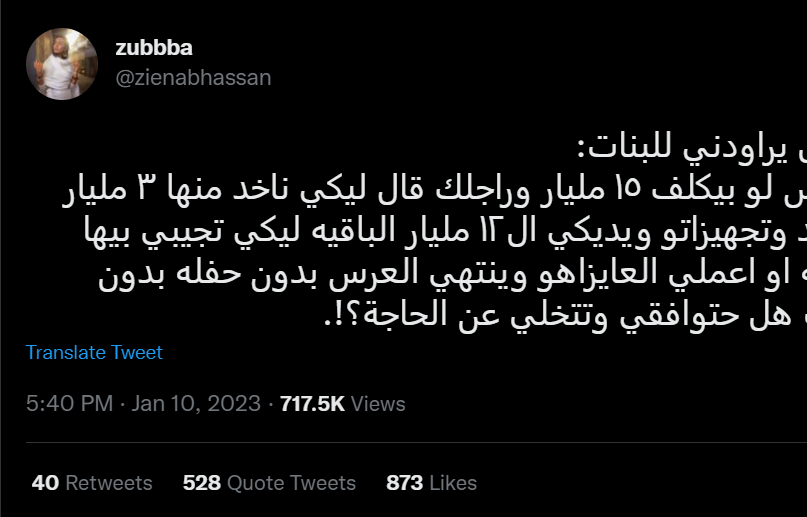 zubbba
@zienabhassan
يراودني للبنات:
لو بيكلف ١٥ مليار وراجلك قال ليكي ناخد منها ٣ مليار
وتجهيزاتو ويديكي ال١٢ مليار الباقيه ليكي تجيبي بيها
او اعملي العايزاهو وينتهي العرس بدون حفله بدون
هل حتوافقي وتتخلي عن الحاجة؟!.
Translate Tweet
5:40 PM · Jan 10, 2023 · 717.5K Views
40 Retweets 528 Quote Tweets 873 Likes